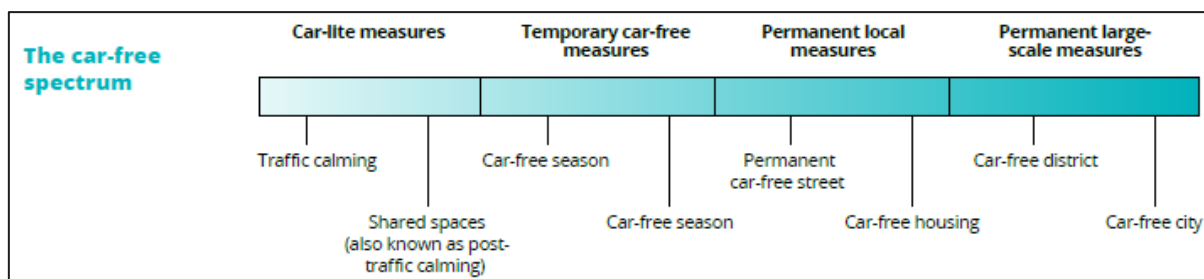 The car-free
spectrum
Car-lite measures
Temporary car-free
measures
Permanent local
measures
Permanent large-
scale measures
Traffic calming
Shared spaces
(also known as post-
traffic calming)
Car-free season
Car-free season
Permanent
car-free street
Car-free housing
Car-free district
Car-free city